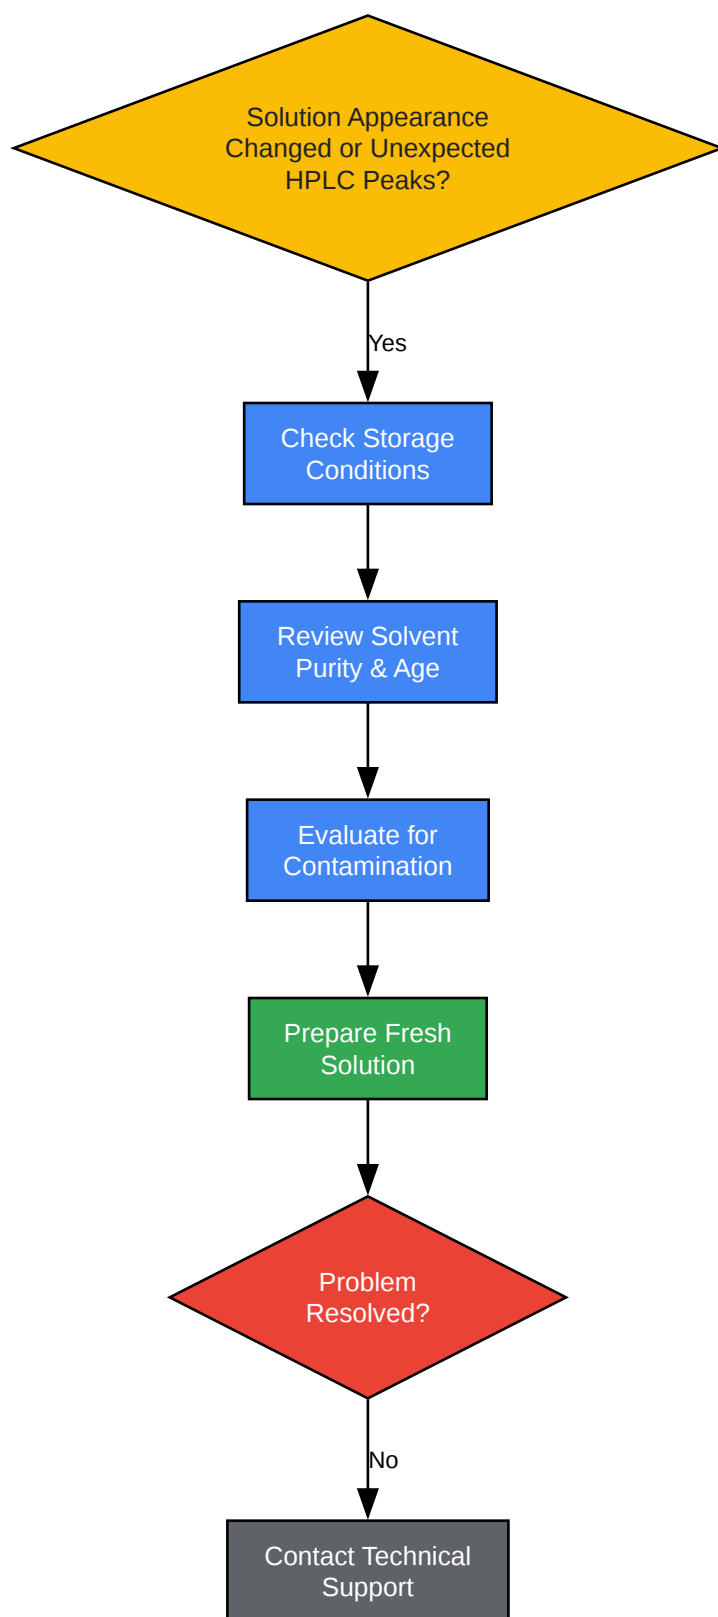 Solution Appearance
Changed or Unexpected
HPLC Peaks?
Yes
Check Storage
Conditions
Review Solvent
Purity & Age
Evaluate for
Contamination
Prepare Fresh
Solution
Problem
Resolved?
No
Contact Technical
Support